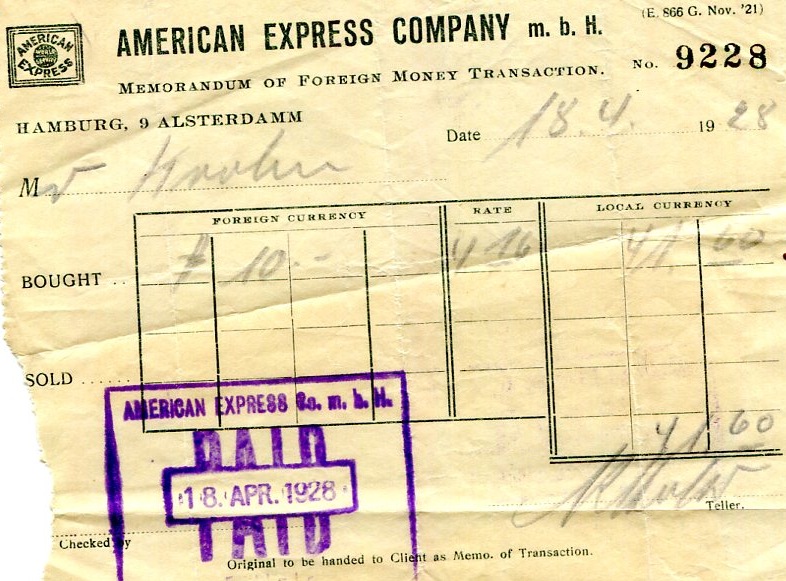 (E. 866 G. Nov. '21)
AMERICAN EXPRESS
AMERICAN EXPRESS COMPANY m. b. H.
MEMORANDUM OF FOREIGN MONEY TRANSACTION.
No. 9228
HAMBURG, 9 ALSTERDAMM
Date 18.4. 1928
Mr
FOREIGN CURRENCY RATE LOCAL CURRENCY
BOUGHT .. $ 10.- 4 16 41 60
SOLD ......
41 60
AMERICAN EXPRESS Co. m. b. H.
PAID
18. APR. 1928
PAID
Teller.
Checked by
Original to be handed to Client as Memo. of Transaction.